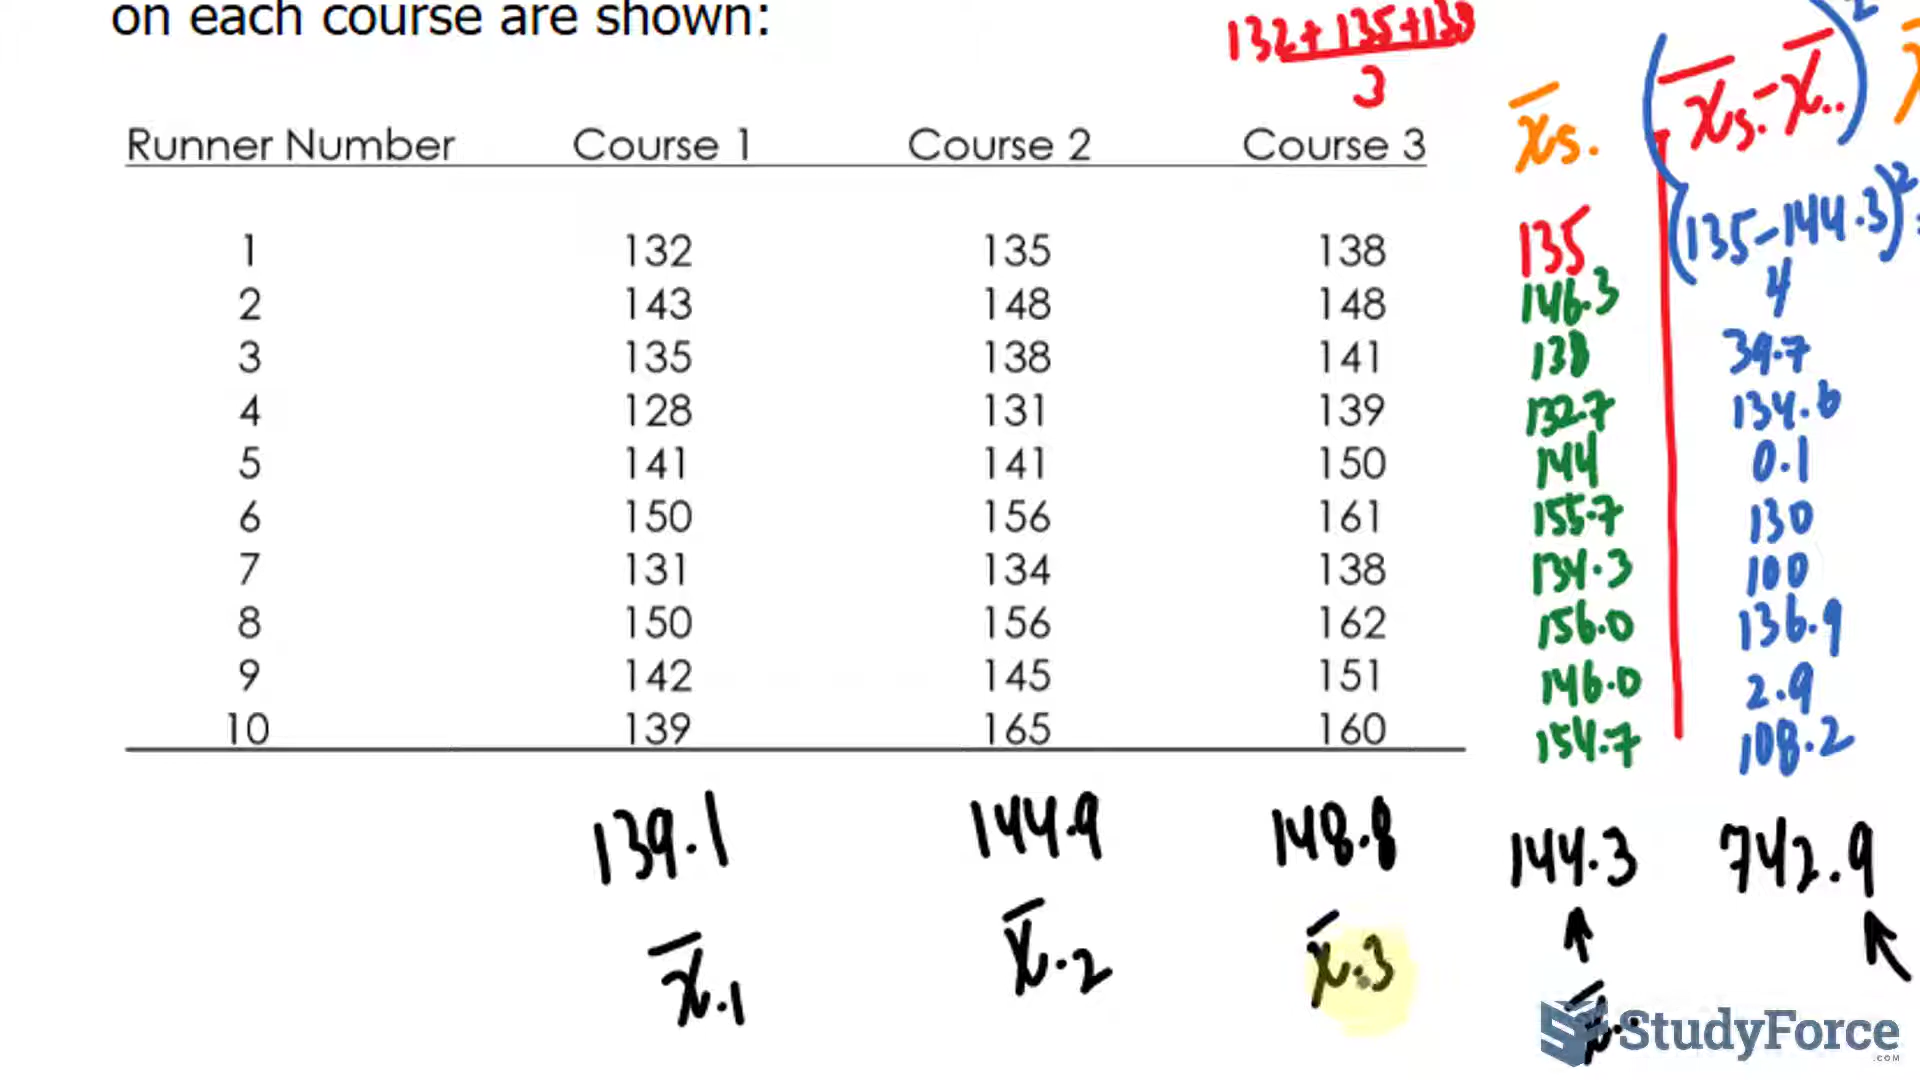 on each course are shown:
132+135+138
3
x̄s. (x̄s.-x̄..)²
Runner Number Course 1 Course 2 Course 3
1 132 135 138 135 (135-144.3)²
2 143 148 148 146.3 4
3 135 138 141 138 39.7
4 128 131 139 132.7 134.6
5 141 141 150 144 0.1
6 150 156 161 155.7 130
7 131 134 138 134.3 100
8 150 156 162 156.0 136.9
9 142 145 151 146.0 2.9
10 139 165 160 154.7 108.2
139.1 144.9 148.8 144.3 742.9
x̄.1 x̄.2 x̄.3 x̄..
StudyForce
.COM